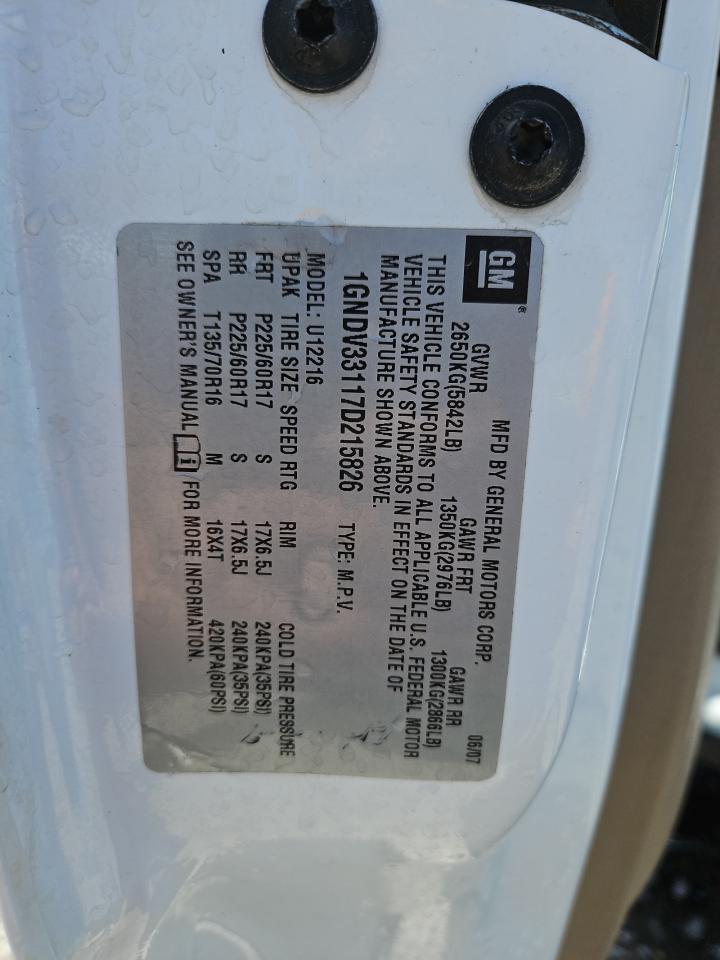 GM
MFD BY GENERAL MOTORS CORP. 06/07
GVWR GAWR FRT GAWR RR
2650KG(5842LB) 1350KG(2976LB) 1300KG(2866LB)
THIS VEHICLE CONFORMS TO ALL APPLICABLE U.S. FEDERAL MOTOR
VEHICLE SAFETY STANDARDS IN EFFECT ON THE DATE OF
MANUFACTURE SHOWN ABOVE.
1GNDV33117D215826 TYPE: M.P.V.
MODEL: U12216
UPAK TIRE SIZE SPEED RTG RIM COLD TIRE PRESSURE
FRT P225/60R17 S 17X6.5J 240KPA(35PSI)
RR P225/60R17 S 17X6.5J 240KPA(35PSI)
SPA T135/70R16 M 16X4T 420KPA(60PSI)
SEE OWNER'S MANUAL FOR MORE INFORMATION.